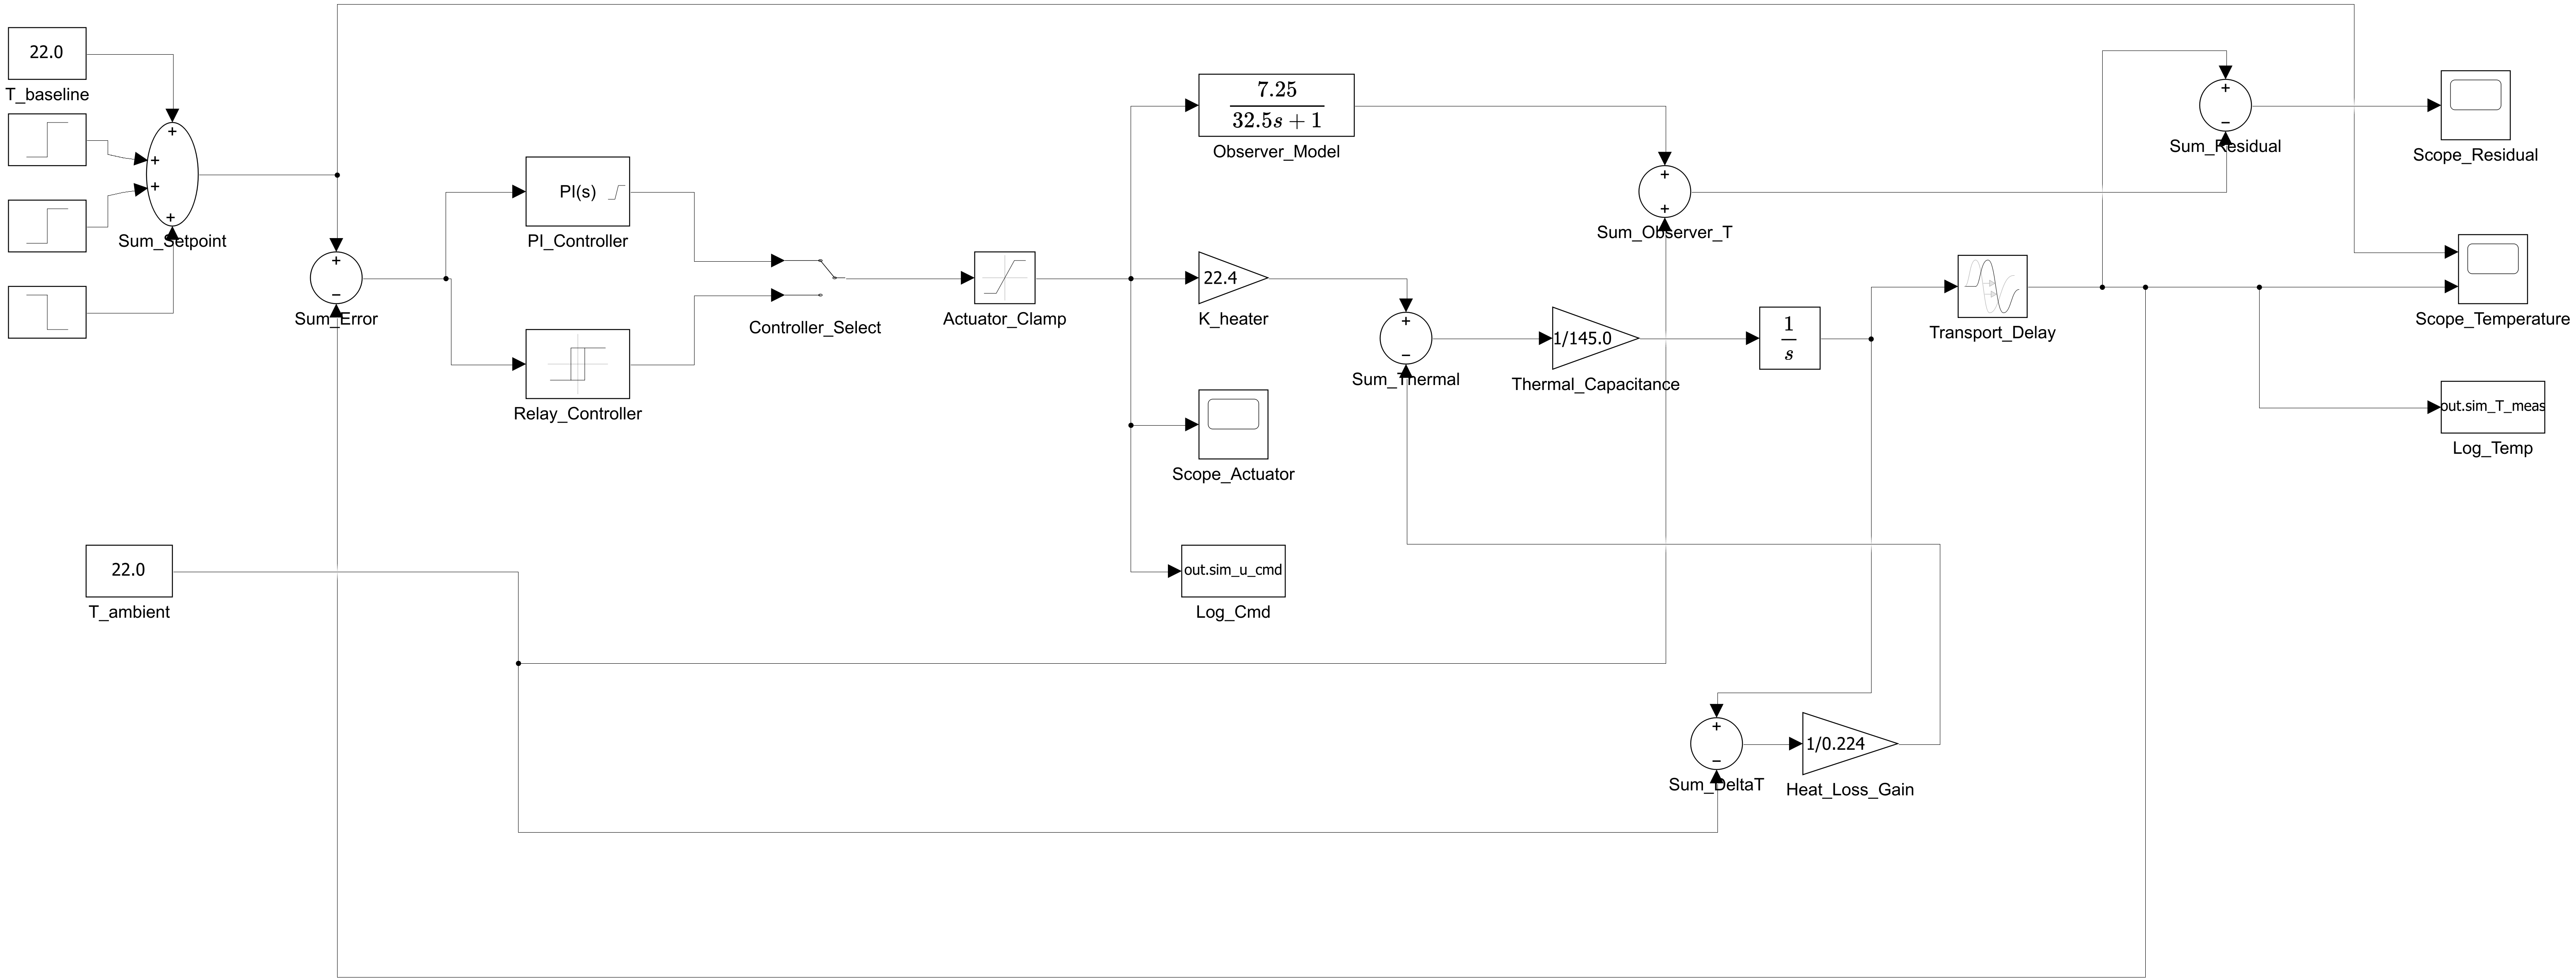 22.0
T_baseline
+
+
+
+
Sum_Setpoint
+
−
Sum_Error
22.0
T_ambient
PI(s)
PI_Controller
Relay_Controller
Controller_Select
Actuator_Clamp
7.25
32.5s + 1
Observer_Model
22.4
K_heater
Scope_Actuator
out.sim_u_cmd
Log_Cmd
+
−
Sum_Thermal
1/145.0
Thermal_Capacitance
+
+
Sum_Observer_T
1
s
Transport_Delay
+
−
Sum_DeltaT
1/0.224
Heat_Loss_Gain
+
−
Sum_Residual
Scope_Residual
Scope_Temperature
out.sim_T_meas
Log_Temp